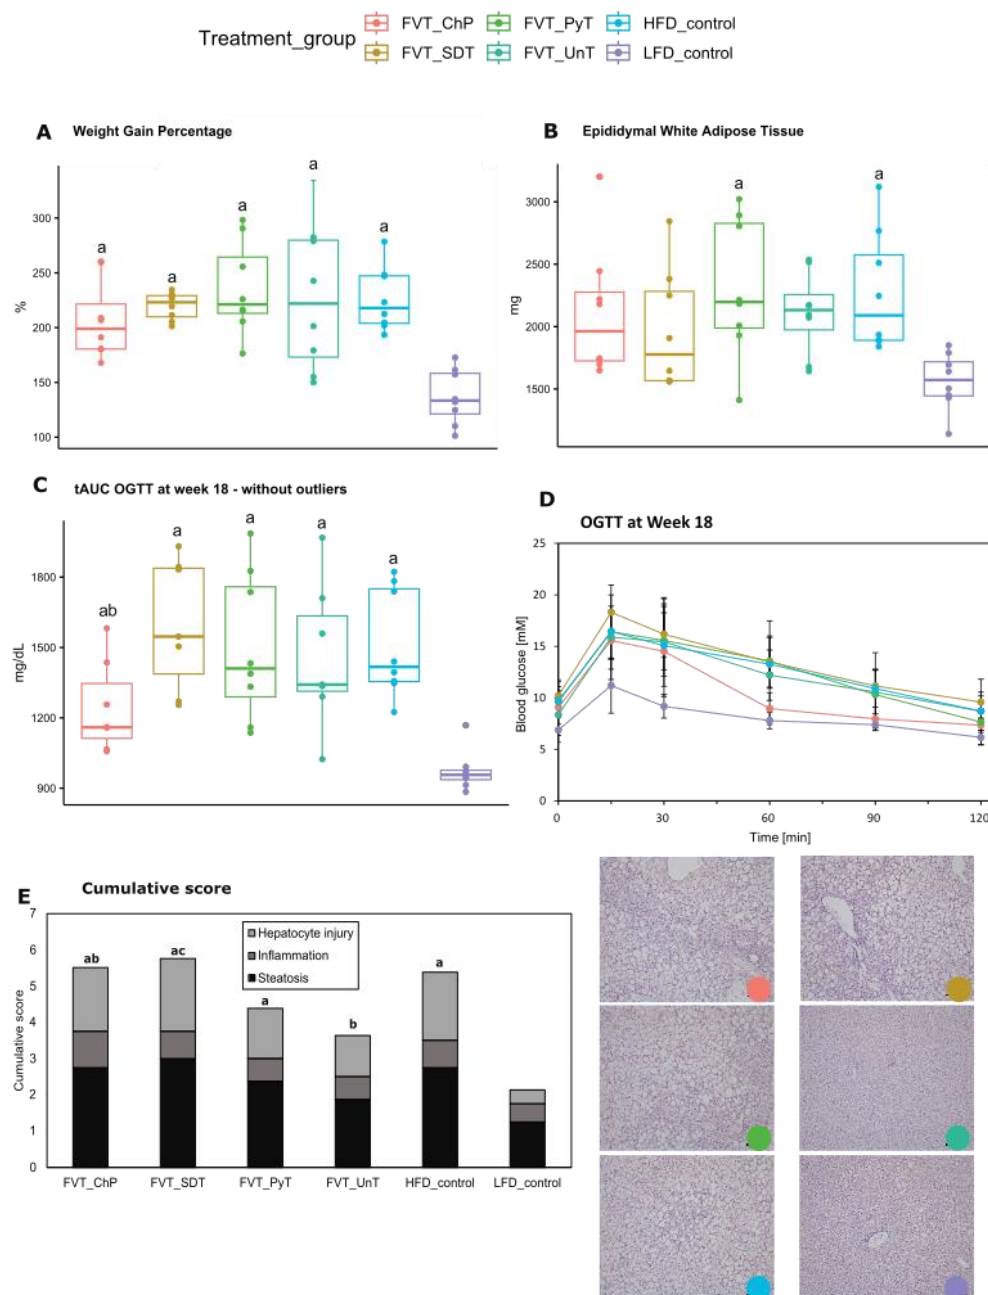 Treatment_group FVT_ChP FVT_PyT HFD_control
FVT_SDT FVT_UnT LFD_control
A Weight Gain Percentage
%
300
250
200
150
100
a a a a a
B Epididymal White Adipose Tissue
mg
3000
2500
2000
1500
a a
C tAUC OGTT at week 18 - without outliers
mg/dL
1800
1500
1200
900
ab a a a a
D OGTT at Week 18
Blood glucose [mM]
25
20
15
10
5
0
0 30 60 90 120
Time [min]
E Cumulative score
Cumulative score
7
6
5
4
3
2
1
0
Hepatocyte injury
Inflammation
Steatosis
ab ac a b a
FVT_ChP FVT_SDT FVT_PyT FVT_UnT HFD_control LFD_control